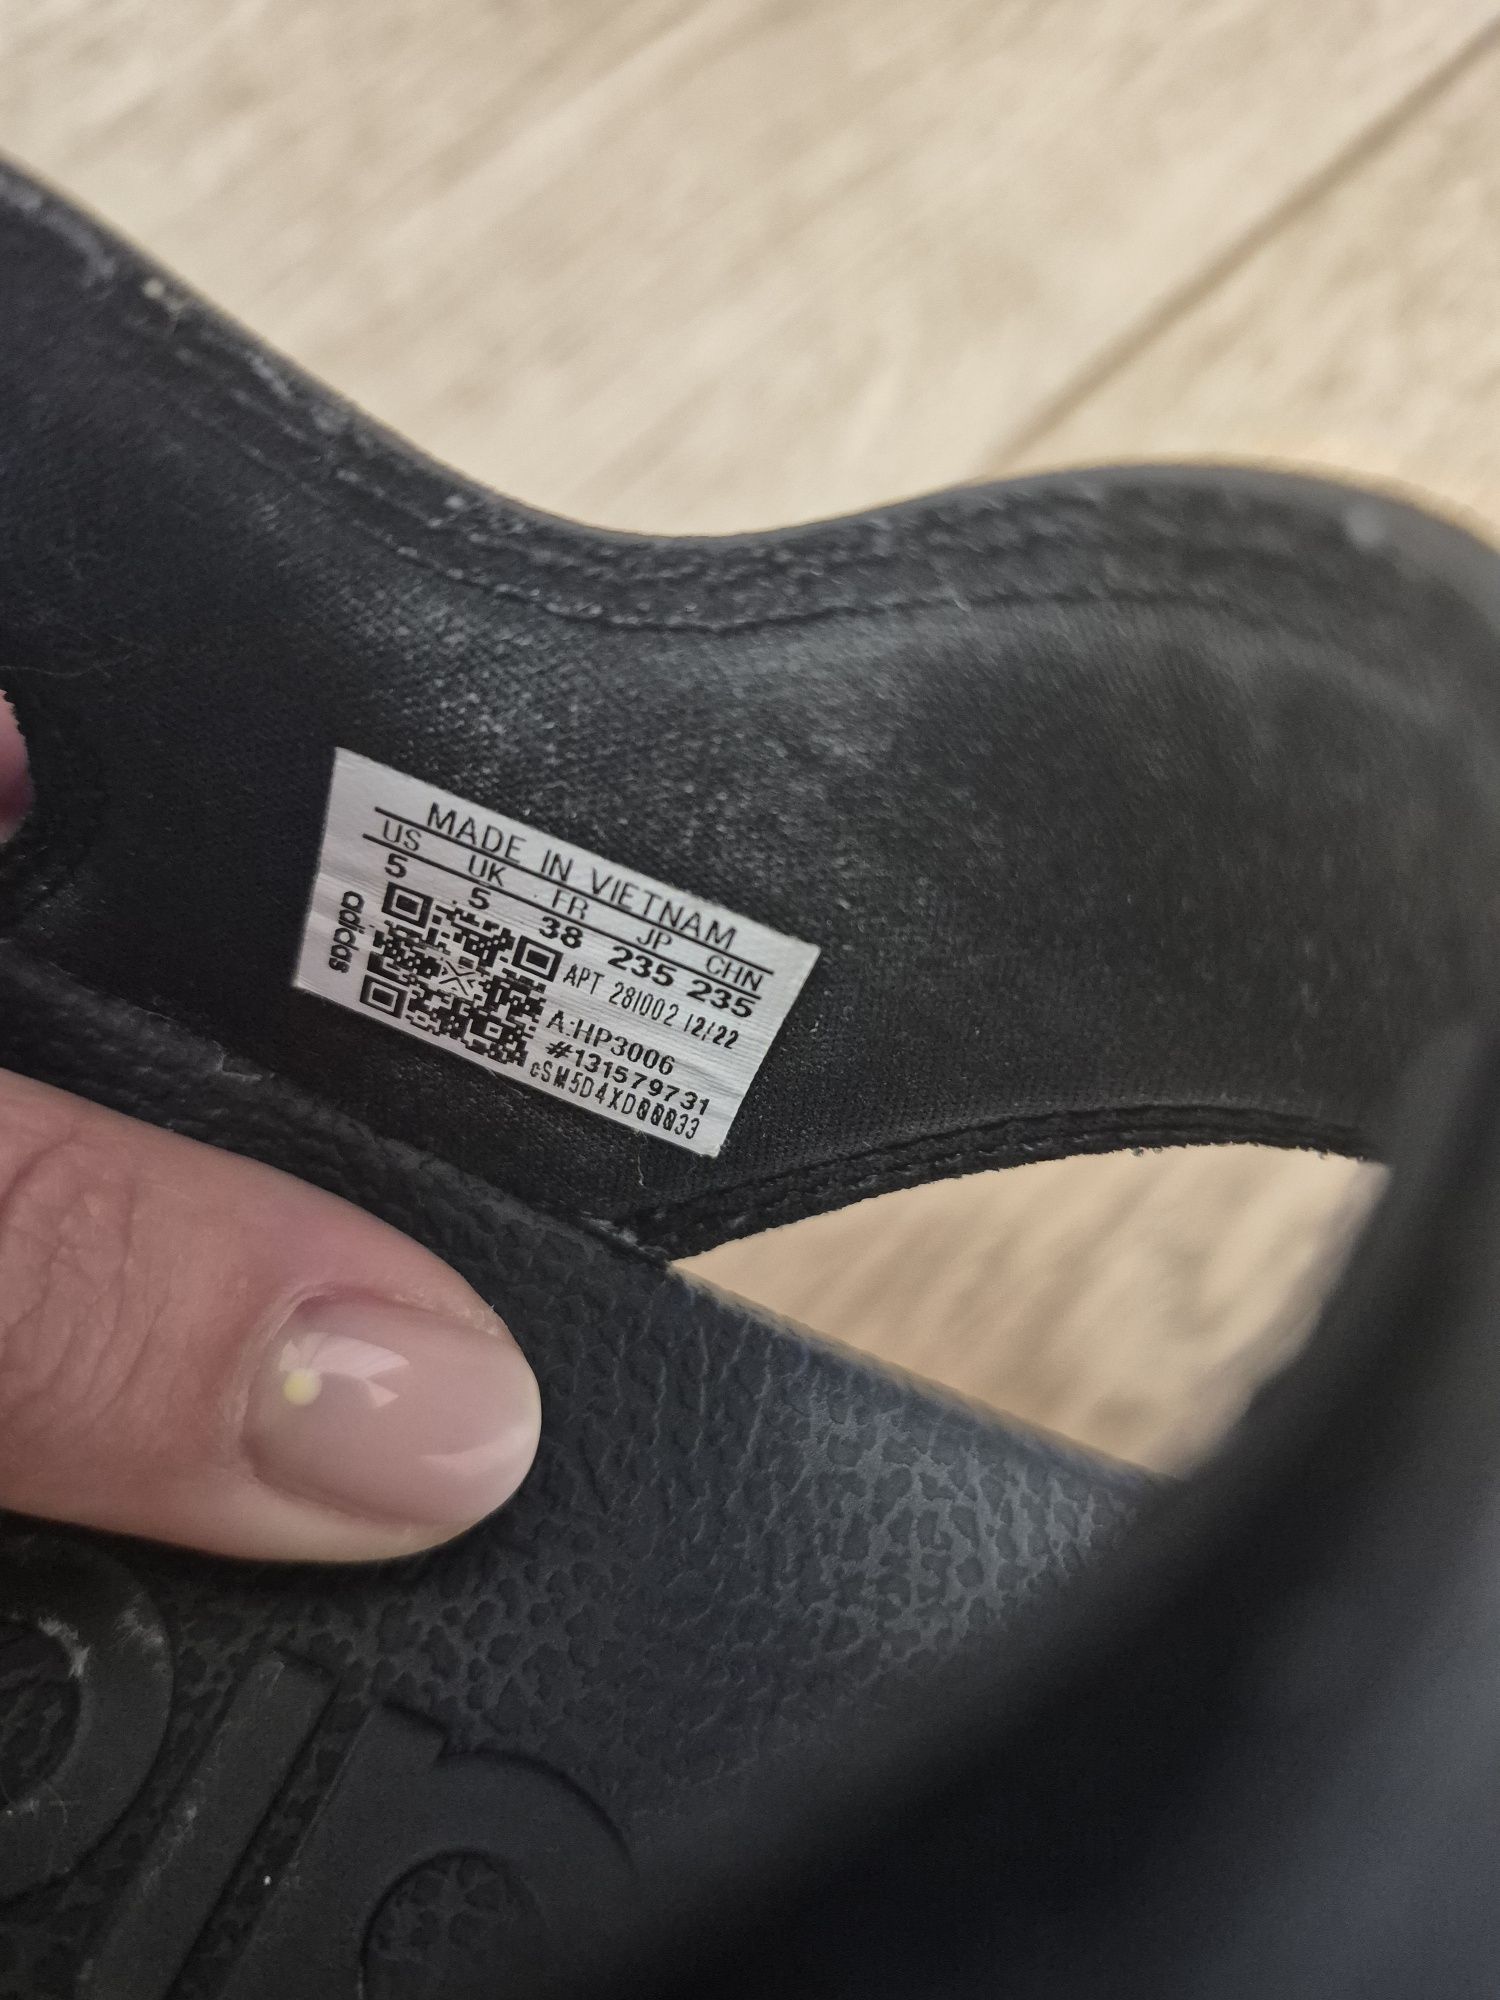 MADE IN VIETNAM
US UK FR JP CHN
5 5 38 235 235
adidas
APT 281002 12/22
A:HP3006
#131579731
cSM5D4XD00033